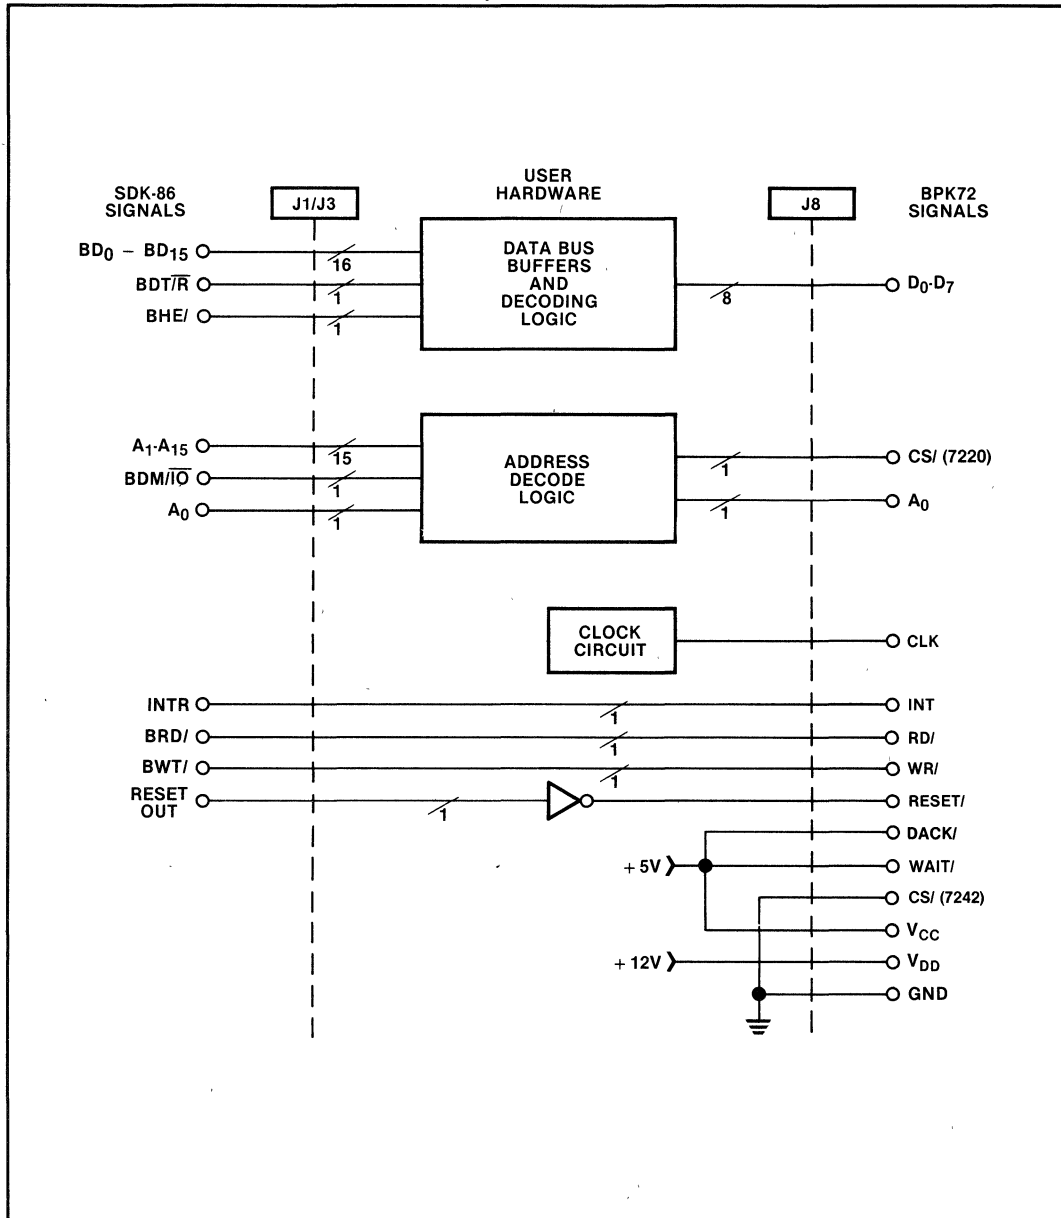 SDK-86
SIGNALS
J1/J3
USER
HARDWARE
J8
BPK72
SIGNALS
BD0 – BD15
16
DATA BUS
BUFFERS
AND
DECODING
LOGIC
8
D0-D7
BDT/R̅
1
BHE/
1
A1-A15
15
ADDRESS
DECODE
LOGIC
1
CS/ (7220)
BDM/I̅O̅
1
A0
1
1
A0
CLOCK
CIRCUIT
CLK
INTR
1
INT
BRD/
1
RD/
BWT/
1
WR/
RESET
OUT
1
RESET/
DACK/
+ 5V
WAIT/
CS/ (7242)
VCC
+ 12V
VDD
GND